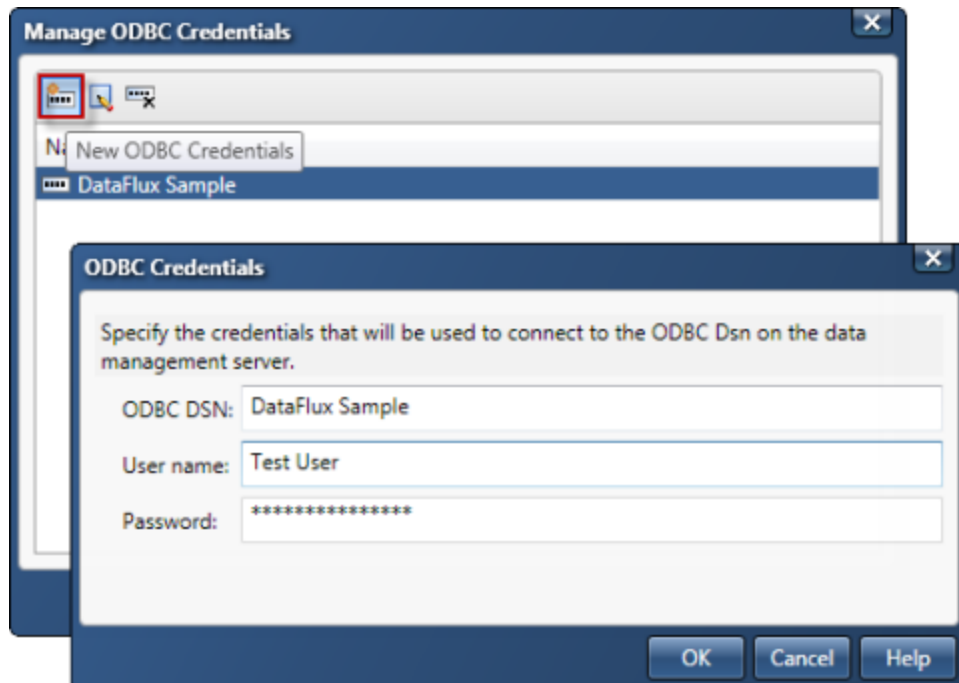 Manage ODBC Credentials
New ODBC Credentials
DataFlux Sample
ODBC Credentials
Specify the credentials that will be used to connect to the ODBC Dsn on the data
management server.
ODBC DSN: DataFlux Sample
User name: Test User
Password: ***************
OK Cancel Help